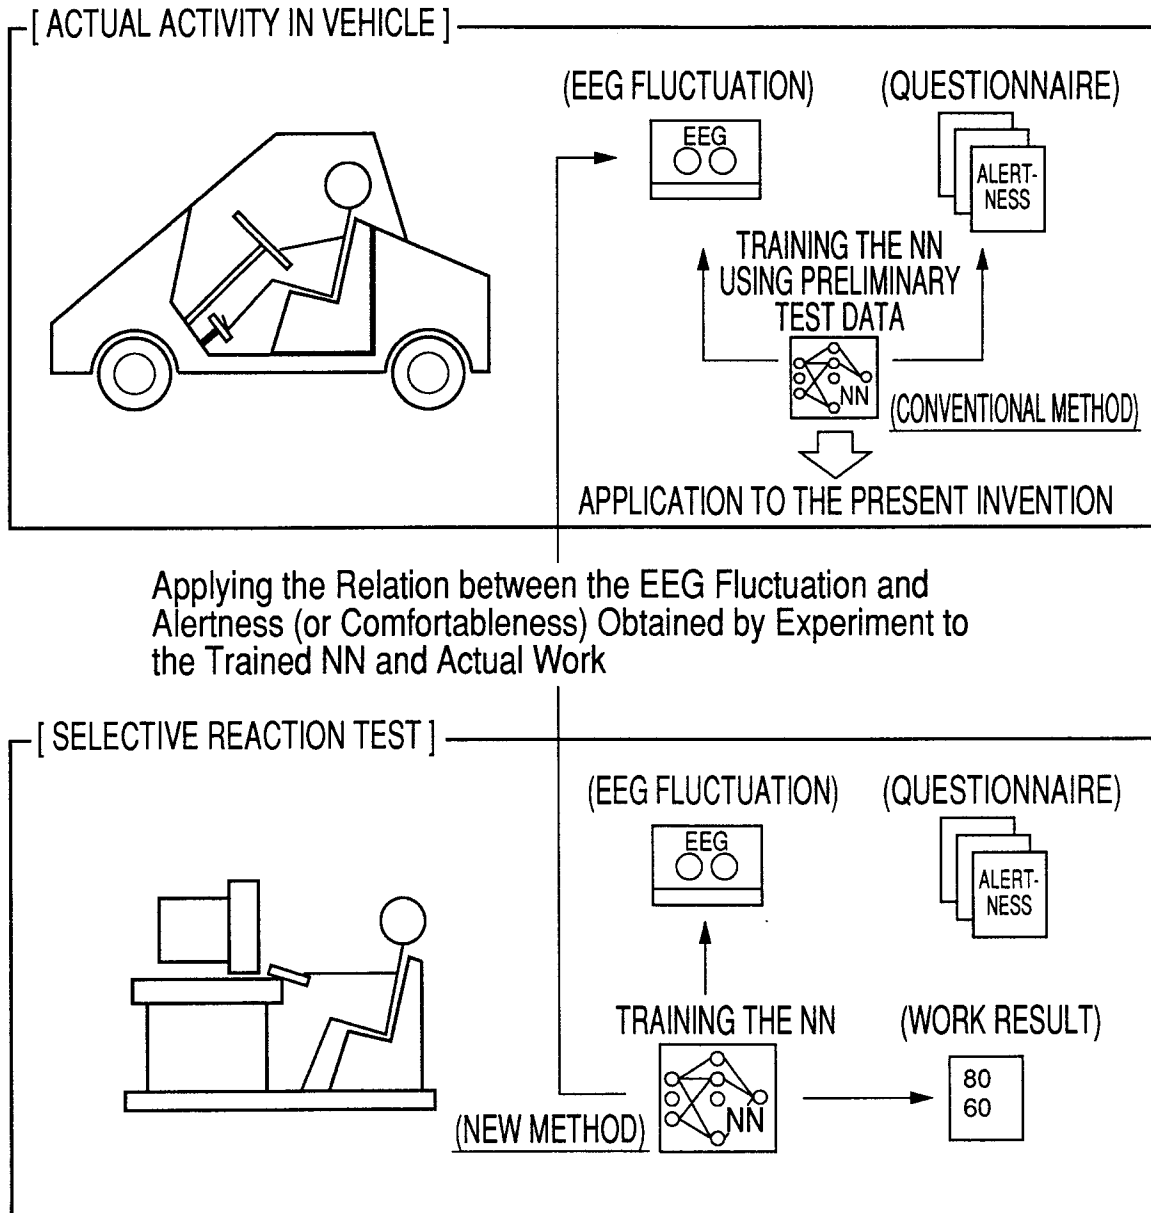 [ ACTUAL ACTIVITY IN VEHICLE ]
(EEG FLUCTUATION)
(QUESTIONNAIRE)
EEG
ALERT-
NESS
TRAINING THE NN
USING PRELIMINARY
TEST DATA
NN
(CONVENTIONAL METHOD)
APPLICATION TO THE PRESENT INVENTION
Applying the Relation between the EEG Fluctuation and
Alertness (or Comfortableness) Obtained by Experiment to
the Trained NN and Actual Work
[ SELECTIVE REACTION TEST ]
(EEG FLUCTUATION)
(QUESTIONNAIRE)
EEG
ALERT-
NESS
TRAINING THE NN
(WORK RESULT)
NN
80
60
(NEW METHOD)